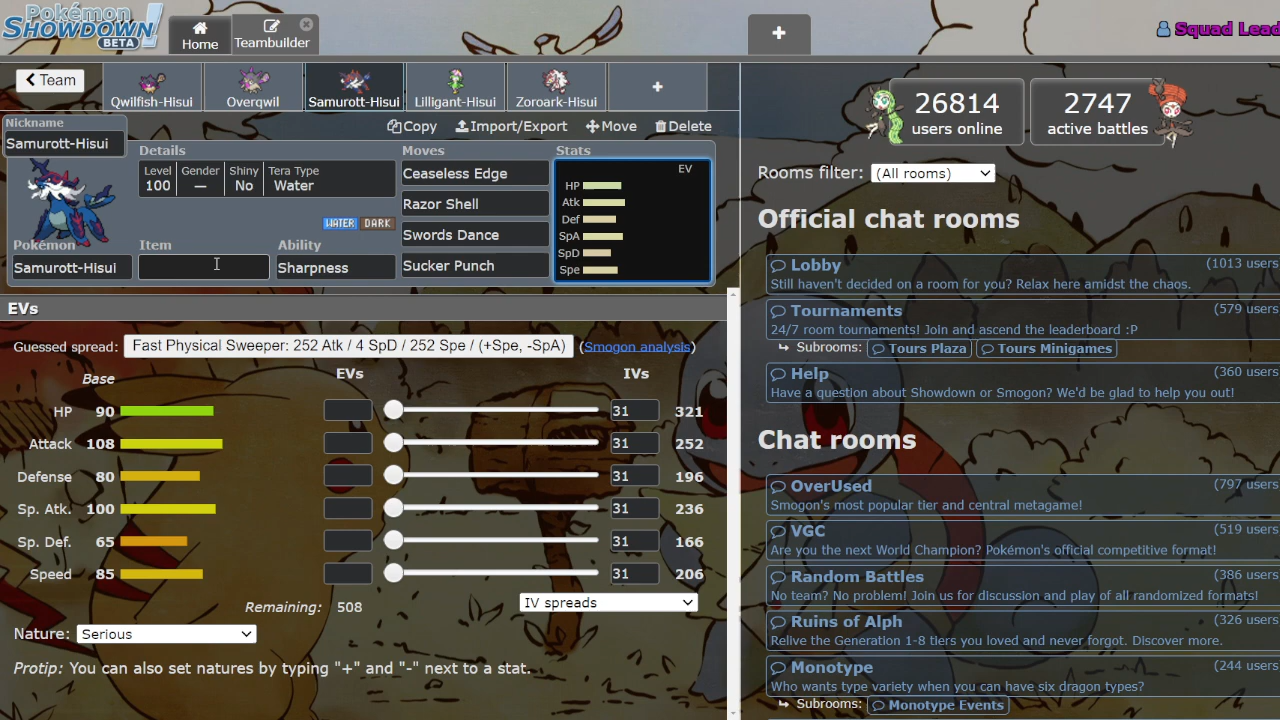 Pokémon
SHOWDOWN!
BETA
Home
Teambuilder
+
Squad Lead
Team
Qwilfish-Hisui
Overqwil
Samurott-Hisui
Lilligant-Hisui
Zoroark-Hisui
+
Copy
Import/Export
Move
Delete
Nickname
Samurott-Hisui
Details
Level
100
Gender
—
Shiny
No
Tera Type
Water
WATER DARK
Pokémon
Samurott-Hisui
Item
Ability
Sharpness
Moves
Ceaseless Edge
Razor Shell
Swords Dance
Sucker Punch
Stats
EV
HP
Atk
Def
SpA
SpD
Spe
EVs
Guessed spread: Fast Physical Sweeper: 252 Atk / 4 SpD / 252 Spe / (+Spe, -SpA) (Smogon analysis)
Base EVs IVs
HP 90 31 321
Attack 108 31 252
Defense 80 31 196
Sp. Atk. 100 31 236
Sp. Def. 65 31 166
Speed 85 31 206
Remaining: 508
IV spreads
Nature: Serious
Protip: You can also set natures by typing "+" and "-" next to a stat.
26814
users online
2747
active battles
Rooms filter: (All rooms)
Official chat rooms
Lobby (1013 users
Still haven't decided on a room for you? Relax here amidst the chaos.
Tournaments (579 users
24/7 room tournaments! Join and ascend the leaderboard :P
Subrooms: Tours Plaza Tours Minigames
Help (360 users
Have a question about Showdown or Smogon? We'd be glad to help you out!
Chat rooms
OverUsed (797 users
Smogon's most popular tier and central metagame!
VGC (519 users
Are you the next World Champion? Pokémon's official competitive format!
Random Battles (386 users
No team? No problem! Join us for discussion and play of all randomized formats!
Ruins of Alph (326 users
Relive the Generation 1-8 tiers you loved and never forgot. Discover more.
Monotype (244 users
Who wants type variety when you can have six dragon types?
Subrooms: Monotype Events